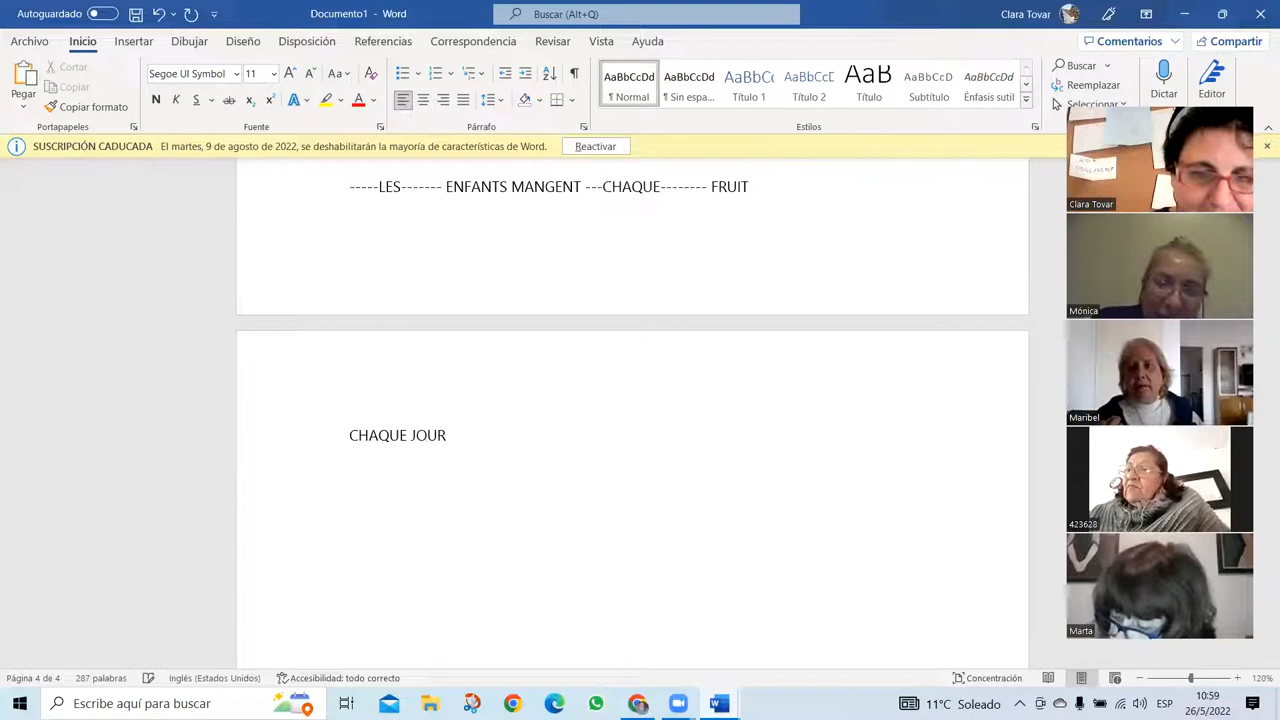 Autoguardado
Documento1 - Word
Buscar (Alt+Q)
Clara Tovar
Archivo Inicio Insertar Dibujar Diseño Disposición Referencias Correspondencia Revisar Vista Ayuda
Comentarios Compartir
Pegar
Cortar
Copiar
Copiar formato
Portapapeles
Segoe UI Symbol 11
N K S
Fuente
Párrafo
AaBbCcDd AaBbCcDd AaBbCc AaBbCcD AaB AaBbCcD AaBbCcDd
¶ Normal ¶ Sin espa... Título 1 Título 2 Título Subtítulo Énfasis sutil
Estilos
Buscar
Reemplazar
Seleccionar
Dictar
Editor
SUSCRIPCIÓN CADUCADA El martes, 9 de agosto de 2022, se deshabilitarán la mayoría de características de Word. Reactivar
-----LES------- ENFANTS MANGENT ---CHAQUE-------- FRUIT
CHAQUE JOUR
Clara Tovar
Mónica
Maribel
423628
Marta
Página 4 de 4 287 palabras Inglés (Estados Unidos) Accesibilidad: todo correcto
Concentración
120%
Escribe aquí para buscar
11°C Soleado
ESP
10:59
26/5/2022